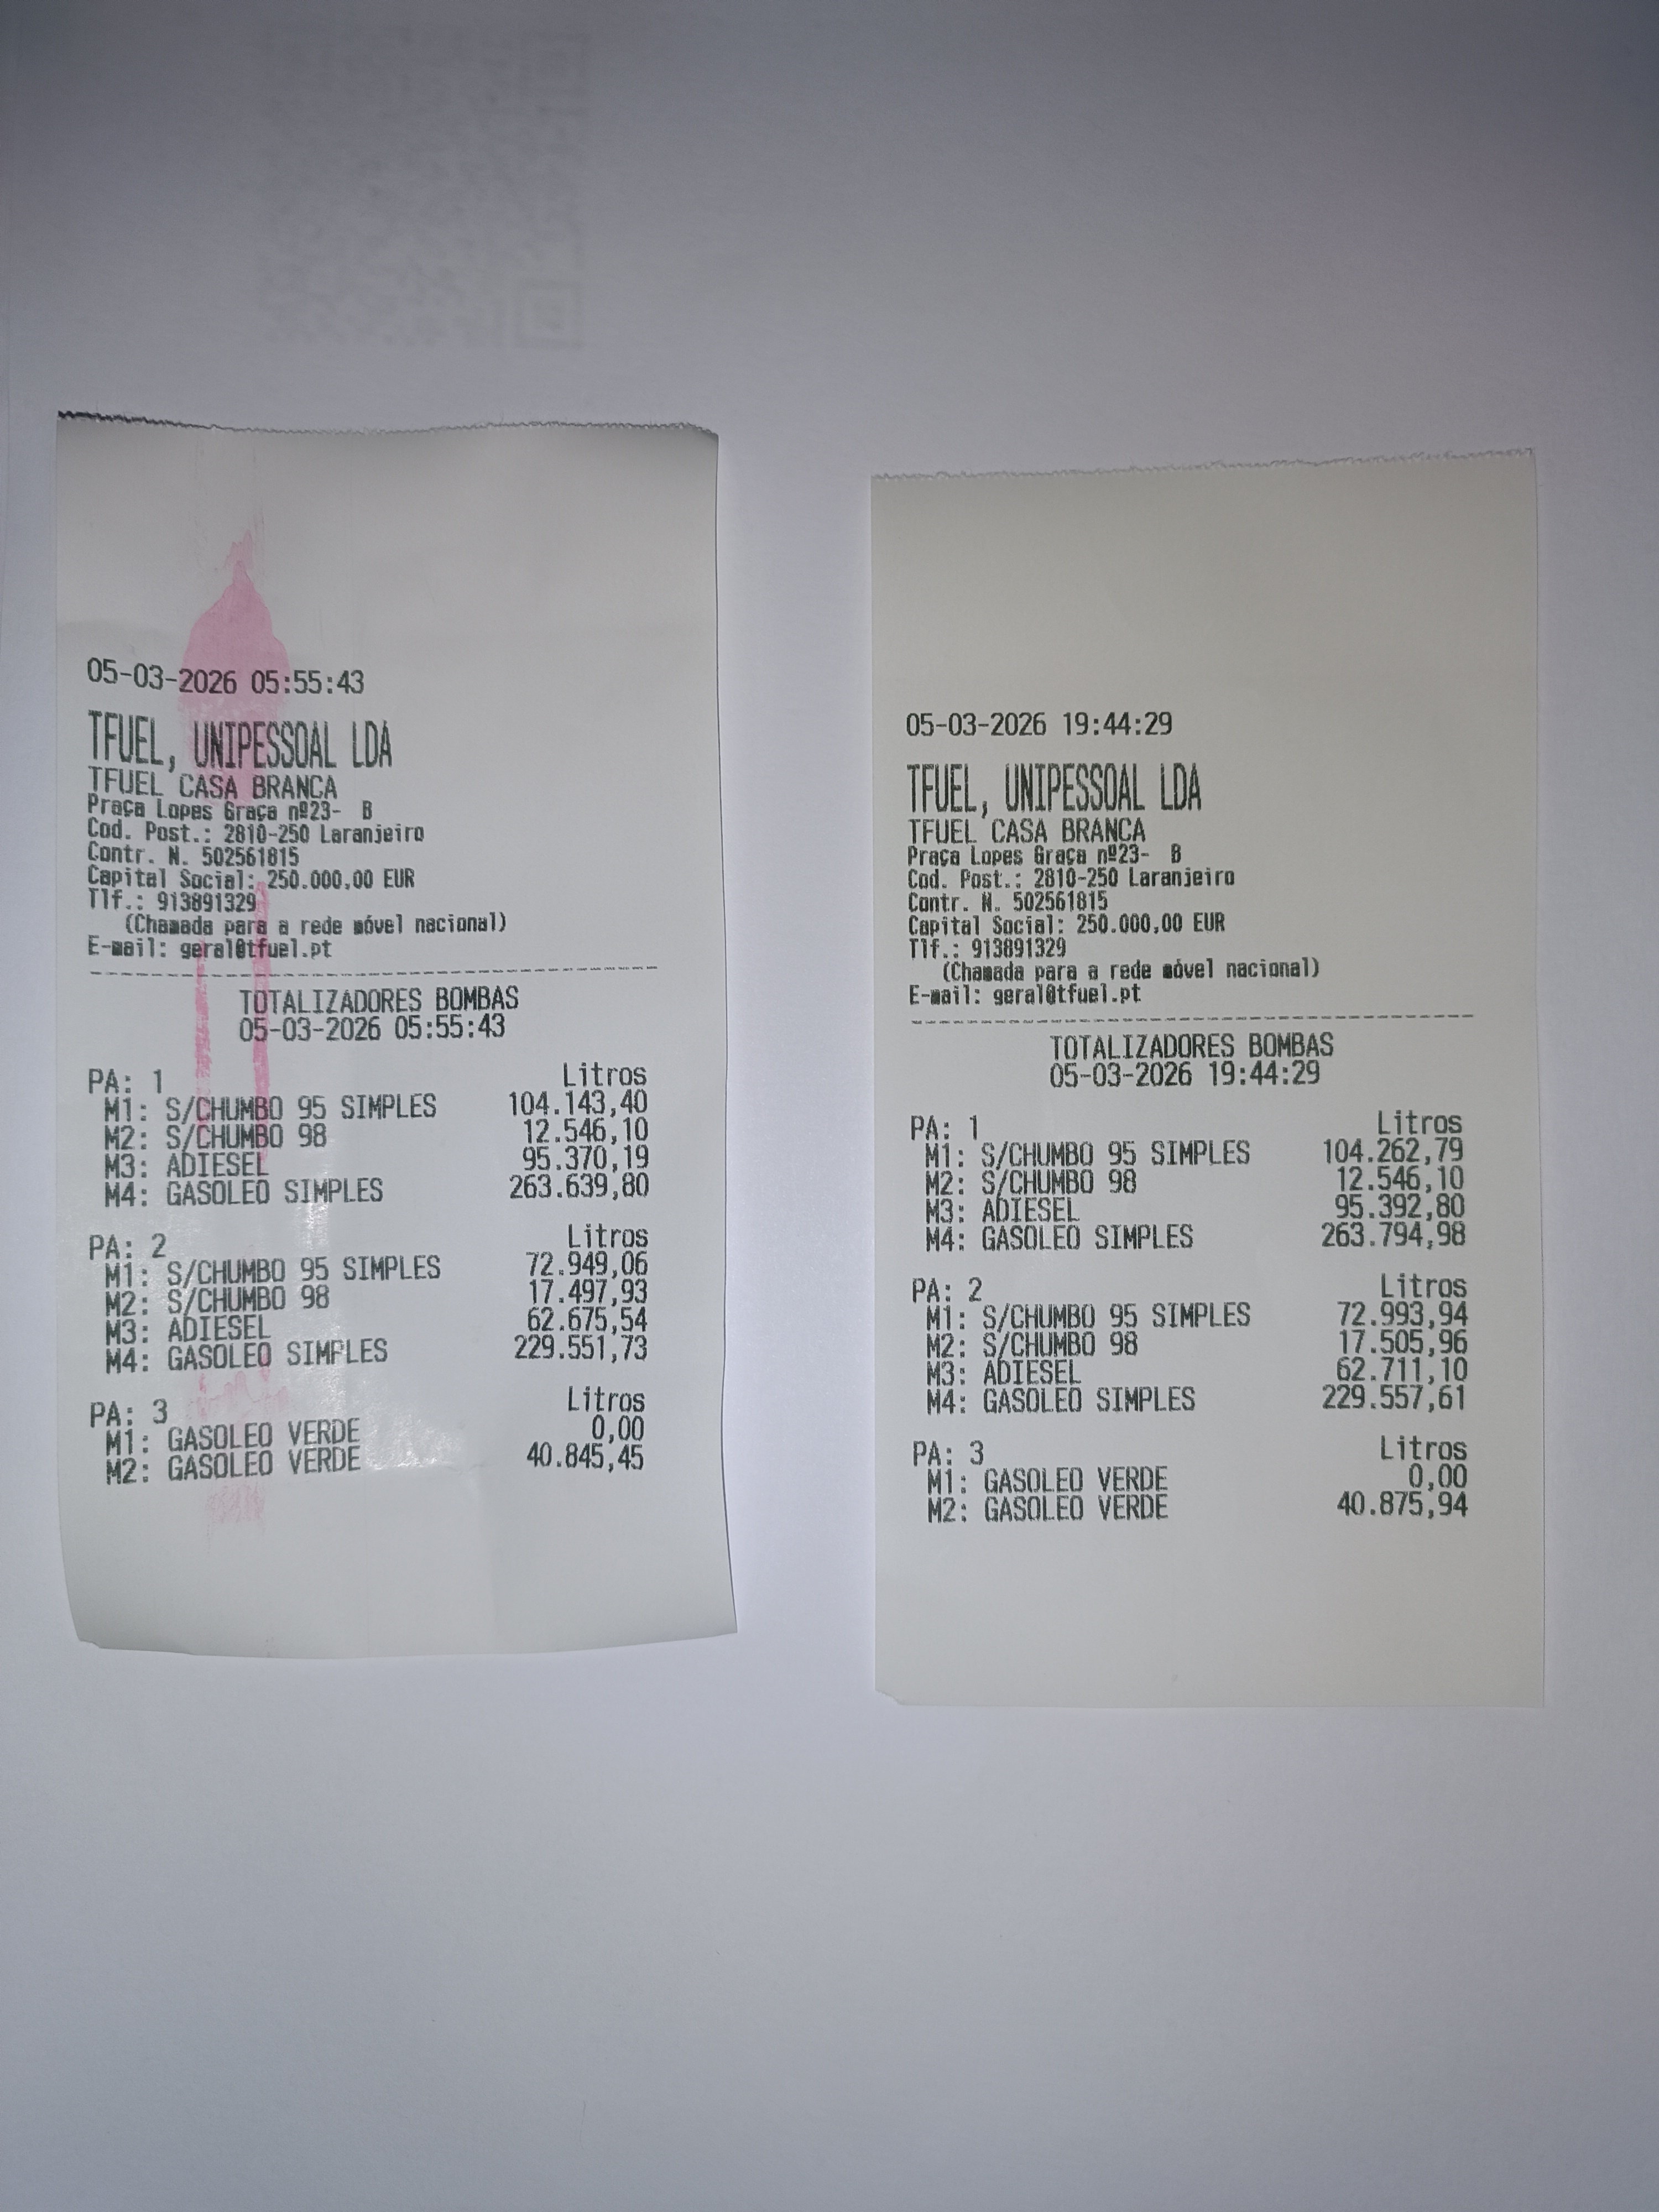 05-03-2026 05:55:43
TFUEL, UNIPESSOAL LDA
TFUEL CASA BRANCA
Praça Lopes Graça nº23-  B
Cod. Post.: 2810-250 Laranjeiro
Contr. N. 502561815
Capital Social: 250.000,00 EUR
Tlf.: 913891329
(Chamada para a rede móvel nacional)
E-mail: geral@tfuel.pt
TOTALIZADORES BOMBAS
05-03-2026 05:55:43
PA: 1 Litros
M1: S/CHUMBO 95 SIMPLES 104.143,40
M2: S/CHUMBO 98 12.546,10
M3: ADIESEL 95.370,19
M4: GASOLEO SIMPLES 263.639,80
PA: 2 Litros
M1: S/CHUMBO 95 SIMPLES 72.949,06
M2: S/CHUMBO 98 17.497,93
M3: ADIESEL 62.675,54
M4: GASOLEO SIMPLES 229.551,73
PA: 3 Litros
M1: GASOLEO VERDE 0,00
M2: GASOLEO VERDE 40.845,45
05-03-2026 19:44:29
TFUEL, UNIPESSOAL LDA
TFUEL CASA BRANCA
Praça Lopes Graça nº23-  B
Cod. Post.: 2810-250 Laranjeiro
Contr. N. 502561815
Capital Social: 250.000,00 EUR
Tlf.: 913891329
(Chamada para a rede móvel nacional)
E-mail: geral@tfuel.pt
TOTALIZADORES BOMBAS
05-03-2026 19:44:29
PA: 1 Litros
M1: S/CHUMBO 95 SIMPLES 104.262,79
M2: S/CHUMBO 98 12.546,10
M3: ADIESEL 95.392,80
M4: GASOLEO SIMPLES 263.794,98
PA: 2 Litros
M1: S/CHUMBO 95 SIMPLES 72.993,94
M2: S/CHUMBO 98 17.505,96
M3: ADIESEL 62.711,10
M4: GASOLEO SIMPLES 229.557,61
PA: 3 Litros
M1: GASOLEO VERDE 0,00
M2: GASOLEO VERDE 40.875,94